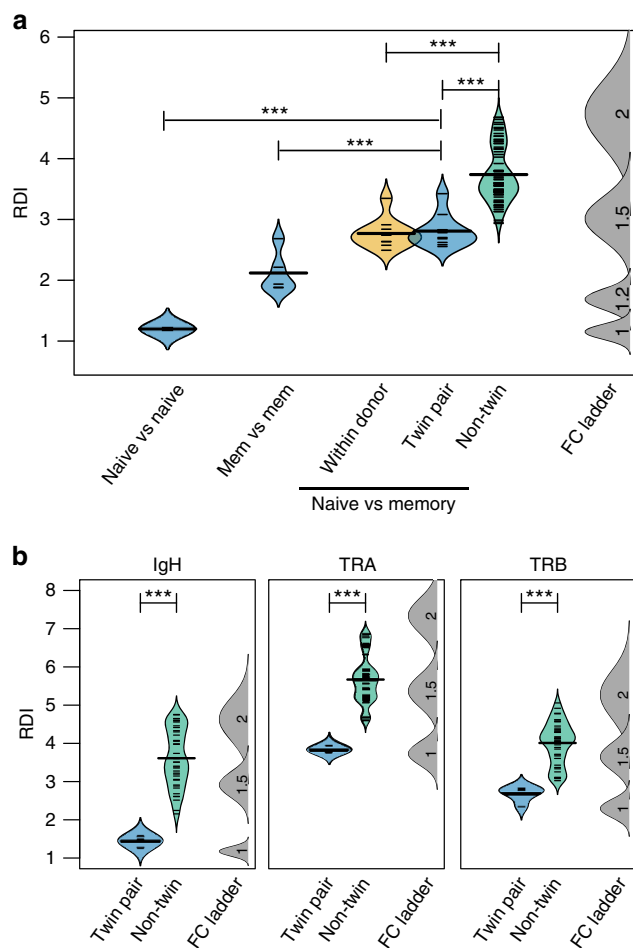 a
6
5
4
3
2
1
RDI
***
***
***
***
2
1.5
1.2
1
Naive vs naive
Mem vs mem
Within donor
Twin pair
Non-twin
FC ladder
Naive vs memory
b
IgH
TRA
TRB
8
7
6
5
4
3
2
1
RDI
***
***
***
2
1.5
1
2
1.5
1
2
1.5
1
Twin pair
Non-twin
FC ladder
Twin pair
Non-twin
FC ladder
Twin pair
Non-twin
FC ladder